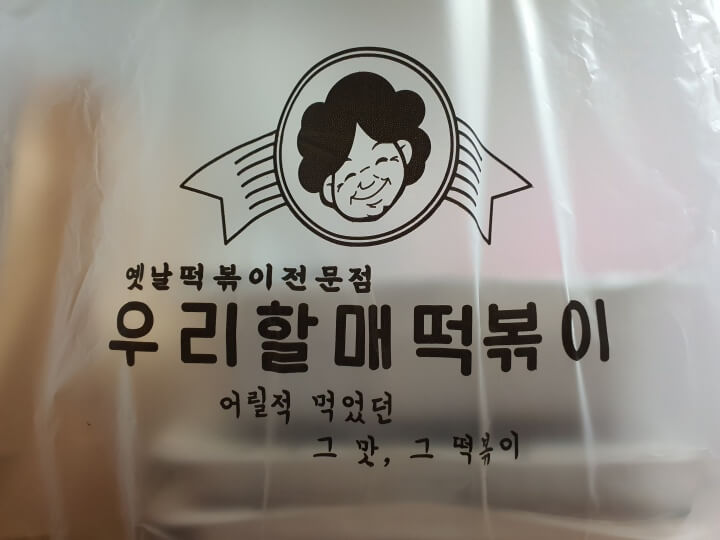 옛날떡볶이전문점
우리할매떡볶이
어릴적 먹었던
그 맛, 그 떡볶이